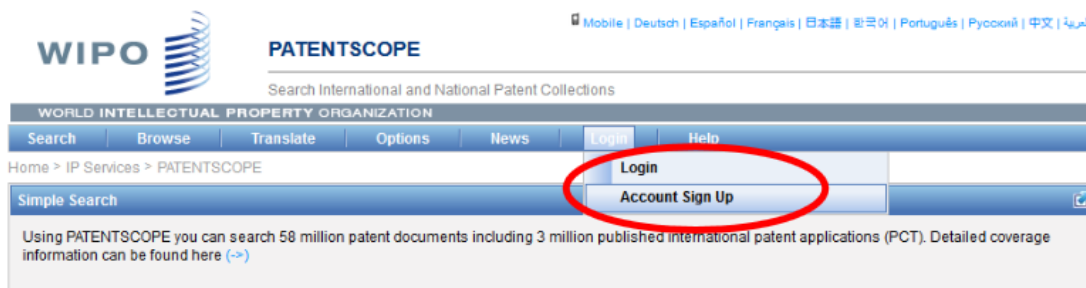 Mobile | Deutsch | Español | Français | 日本語 | 한국어 | Português | Русский | 中文 | العربية
WIPO
PATENTSCOPE
Search International and National Patent Collections
WORLD INTELLECTUAL PROPERTY ORGANIZATION
Search Browse Translate Options News Login Help
Home > IP Services > PATENTSCOPE
Login
Account Sign Up
Simple Search
Using PATENTSCOPE you can search 58 million patent documents including 3 million published international patent applications (PCT). Detailed coverage
information can be found here (->)